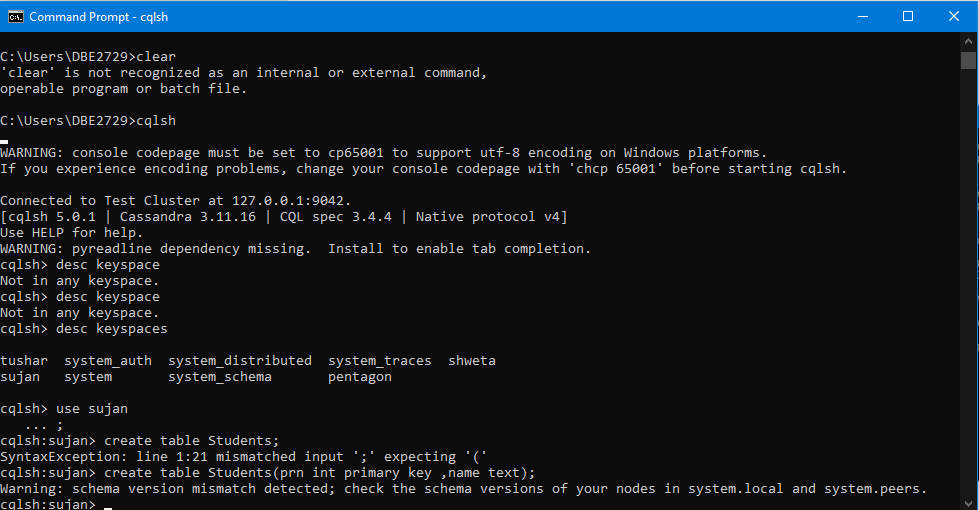 Command Prompt - cqlsh
C:\Users\DBE2729>clear
'clear' is not recognized as an internal or external command,
operable program or batch file.
C:\Users\DBE2729>cqlsh
WARNING: console codepage must be set to cp65001 to support utf-8 encoding on Windows platforms.
If you experience encoding problems, change your console codepage with 'chcp 65001' before starting cqlsh.
Connected to Test Cluster at 127.0.0.1:9042.
[cqlsh 5.0.1 | Cassandra 3.11.16 | CQL spec 3.4.4 | Native protocol v4]
Use HELP for help.
WARNING: pyreadline dependency missing.  Install to enable tab completion.
cqlsh> desc keyspace
Not in any keyspace.
cqlsh> desc keyspace
Not in any keyspace.
cqlsh> desc keyspaces
tushar  system_auth  system_distributed  system_traces  shweta
sujan   system       system_schema       pentagon
cqlsh> use sujan
   ... ;
cqlsh:sujan> create table Students;
SyntaxException: line 1:21 mismatched input ';' expecting '('
cqlsh:sujan> create table Students(prn int primary key ,name text);
Warning: schema version mismatch detected; check the schema versions of your nodes in system.local and system.peers.
cqlsh:sujan>